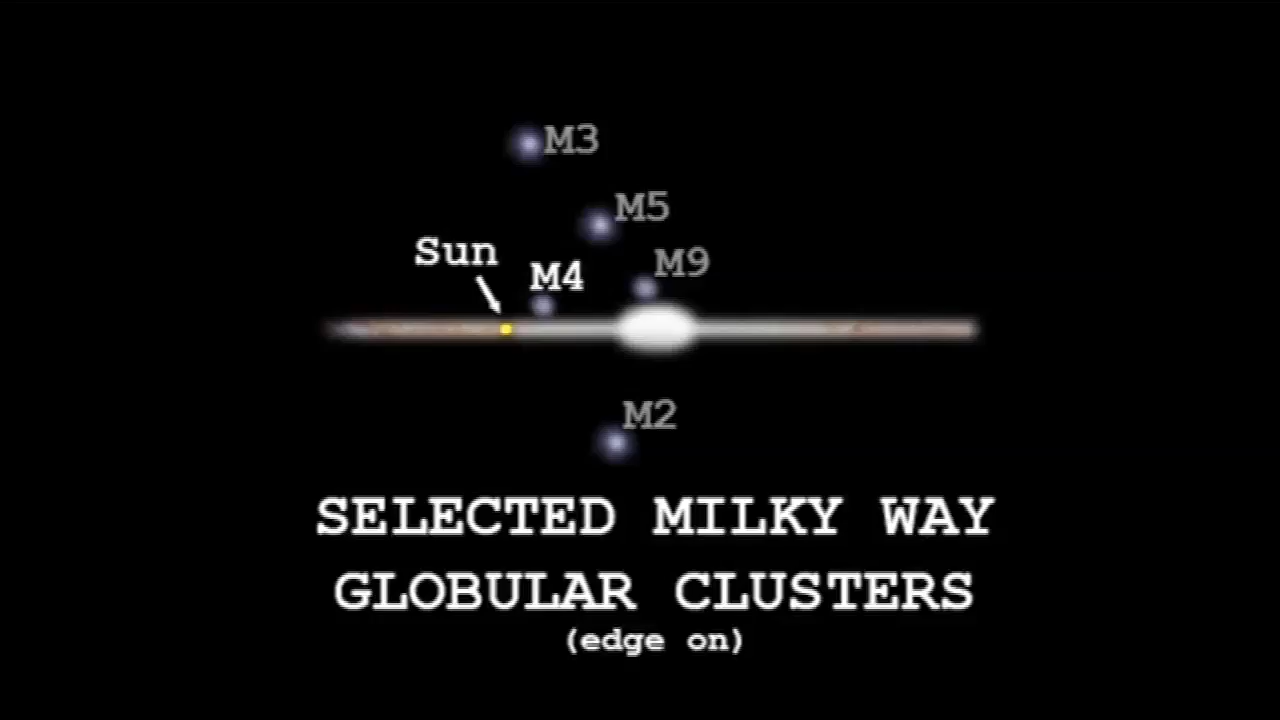 M3
M5
Sun
M9
M4
M2
SELECTED MILKY WAY
GLOBULAR CLUSTERS
(edge on)